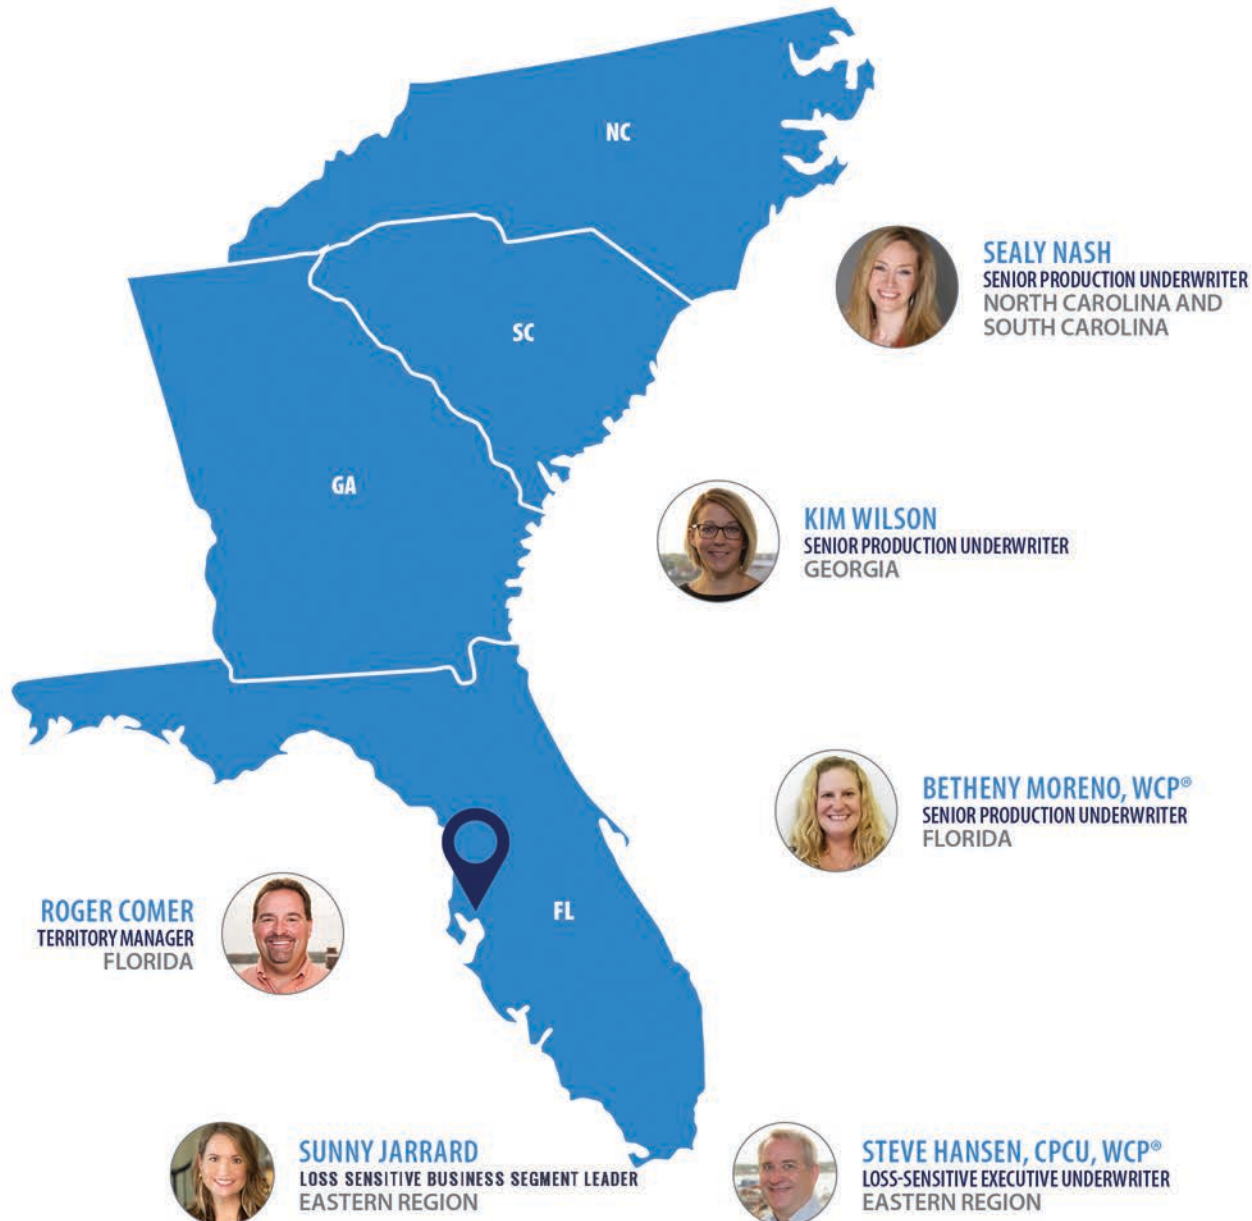 NC
SEALY NASH
SENIOR PRODUCTION UNDERWRITER
NORTH CAROLINA AND
SOUTH CAROLINA
SC
GA
KIM WILSON
SENIOR PRODUCTION UNDERWRITER
GEORGIA
BETHENY MORENO, WCP®
SENIOR PRODUCTION UNDERWRITER
FLORIDA
ROGER COMER
TERRITORY MANAGER
FLORIDA
FL
SUNNY JARRARD
LOSS SENSITIVE BUSINESS SEGMENT LEADER
EASTERN REGION
STEVE HANSEN, CPCU, WCP®
LOSS-SENSITIVE EXECUTIVE UNDERWRITER
EASTERN REGION